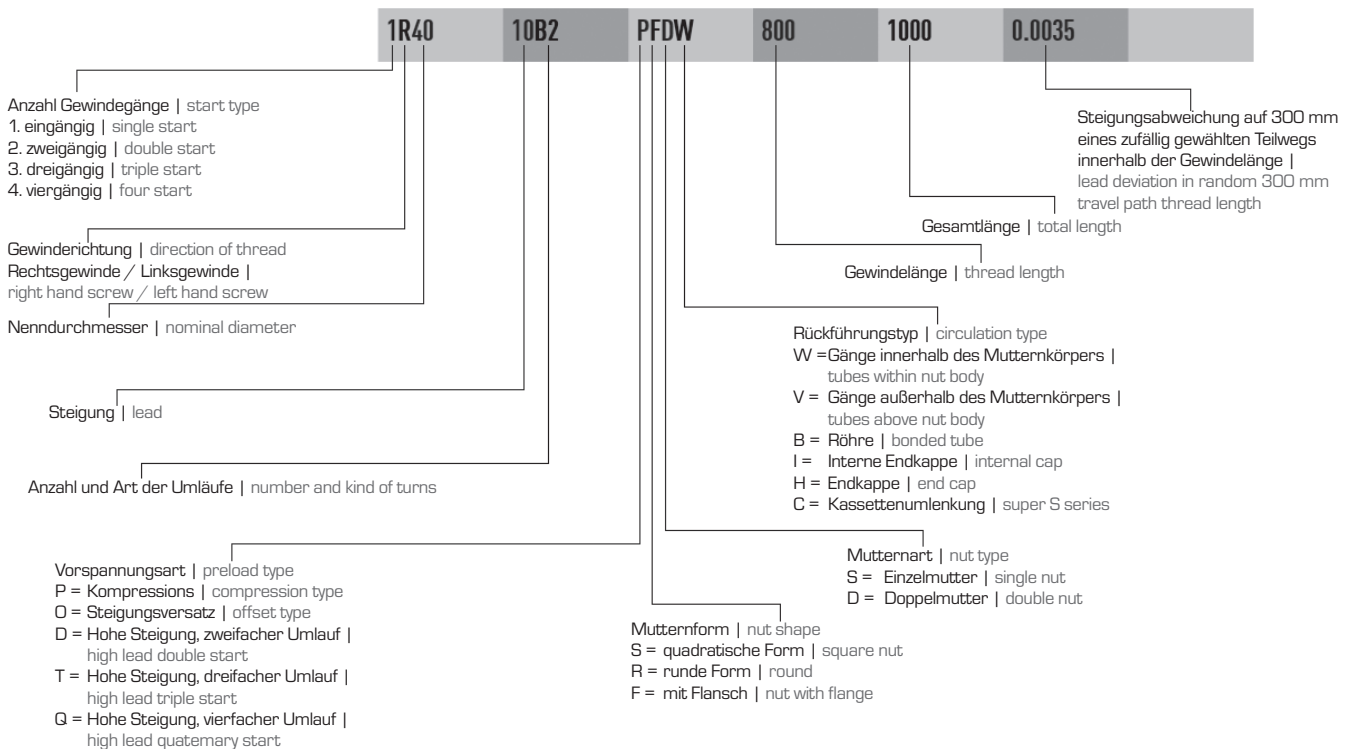 1R40 10B2 PFDW 800 1000 0.0035
Anzahl Gewindegänge | start type
1. eingängig | single start
2. zweigängig | double start
3. dreigängig | triple start
4. viergängig | four start
Gewinderichtung | direction of thread
Rechtsgewinde / Linksgewinde |
right hand screw / left hand screw
Nenndurchmesser | nominal diameter
Steigung | lead
Anzahl und Art der Umläufe | number and kind of turns
Vorspannungsart | preload type
P = Kompressions | compression type
O = Steigungsversatz | offset type
D = Hohe Steigung, zweifacher Umlauf |
high lead double start
T = Hohe Steigung, dreifacher Umlauf |
high lead triple start
Q = Hohe Steigung, vierfacher Umlauf |
high lead quaternary start
Mutternform | nut shape
S = quadratische Form | square nut
R = runde Form | round
F = mit Flansch | nut with flange
Mutternart | nut type
S = Einzelmutter | single nut
D = Doppelmutter | double nut
Rückführungstyp | circulation type
W = Gänge innerhalb des Mutternkörpers |
tubes within nut body
V = Gänge außerhalb des Mutternkörpers |
tubes above nut body
B = Röhre | bonded tube
I = Interne Endkappe | internal cap
H = Endkappe | end cap
C = Kassettenumlenkung | super S series
Gewindelänge | thread length
Gesamtlänge | total length
Steigungsabweichung auf 300 mm
eines zufällig gewählten Teilwegs
innerhalb der Gewindelänge |
lead deviation in random 300 mm
travel path thread length